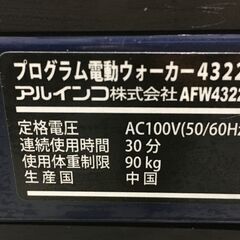 プログラム電動ウォーカー4322
アルインコ株式会社 AFW4322
定格電圧 AC100V(50/60Hz
連続使用時間 30分
使用体重制限 90kg
生産国 中国